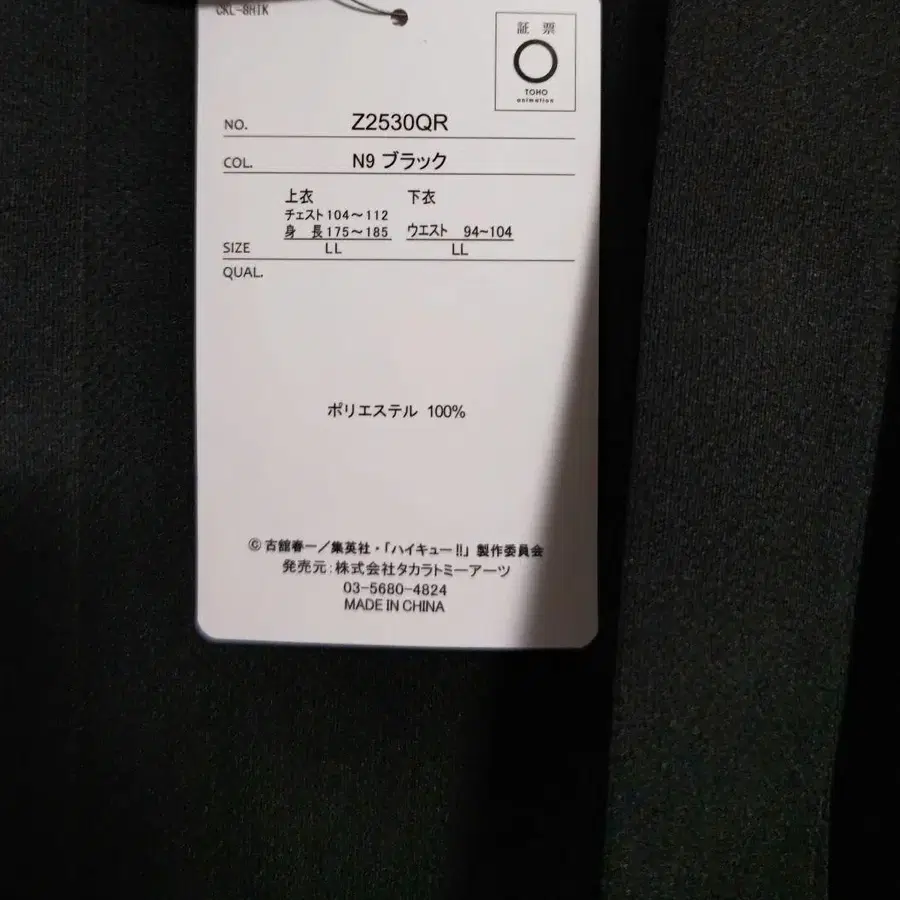 CKL-8HIK
証 票
TOHO
animation
NO. Z2530QR
COL. N9 ブラック
上衣 下衣
チェスト104～112
身 長175～185 ウエスト 94~104
SIZE LL LL
QUAL.
ポリエステル 100%
© 古舘春一／集英社・「ハイキュー!!」製作委員会
発売元：株式会社タカラトミーアーツ
03-5680-4824
MADE IN CHINA